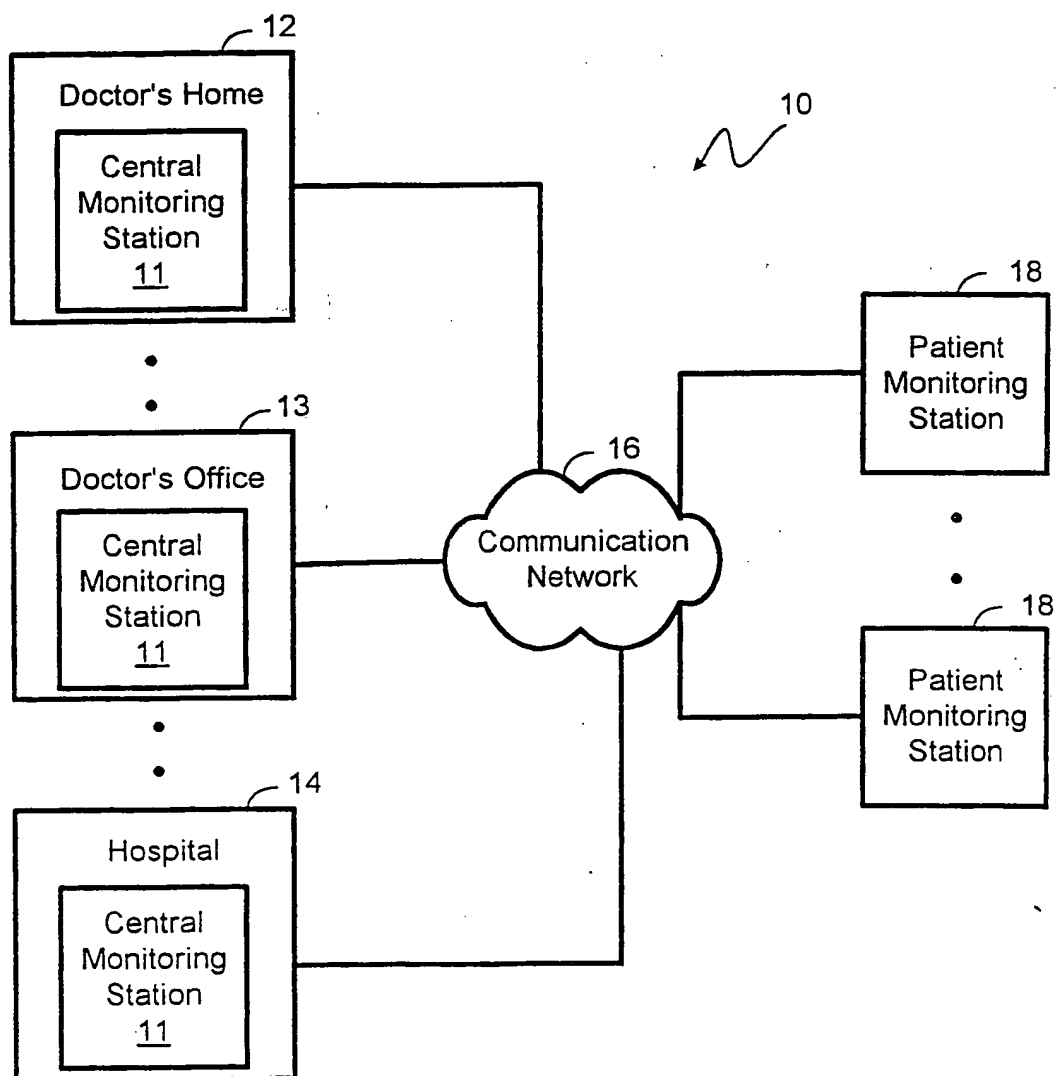 12
Doctor's Home
Central
Monitoring
Station
11
10
13
Doctor's Office
Central
Monitoring
Station
11
14
Hospital
Central
Monitoring
Station
11
16
Communication
Network
18
Patient
Monitoring
Station
18
Patient
Monitoring
Station